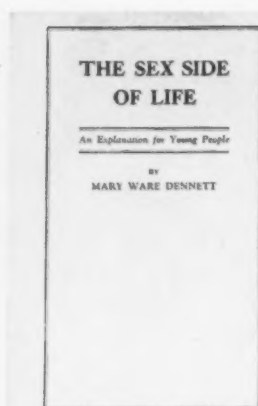 THE SEX SIDE
OF LIFE
An Explanation for Young People
BY
MARY WARE DENNETT